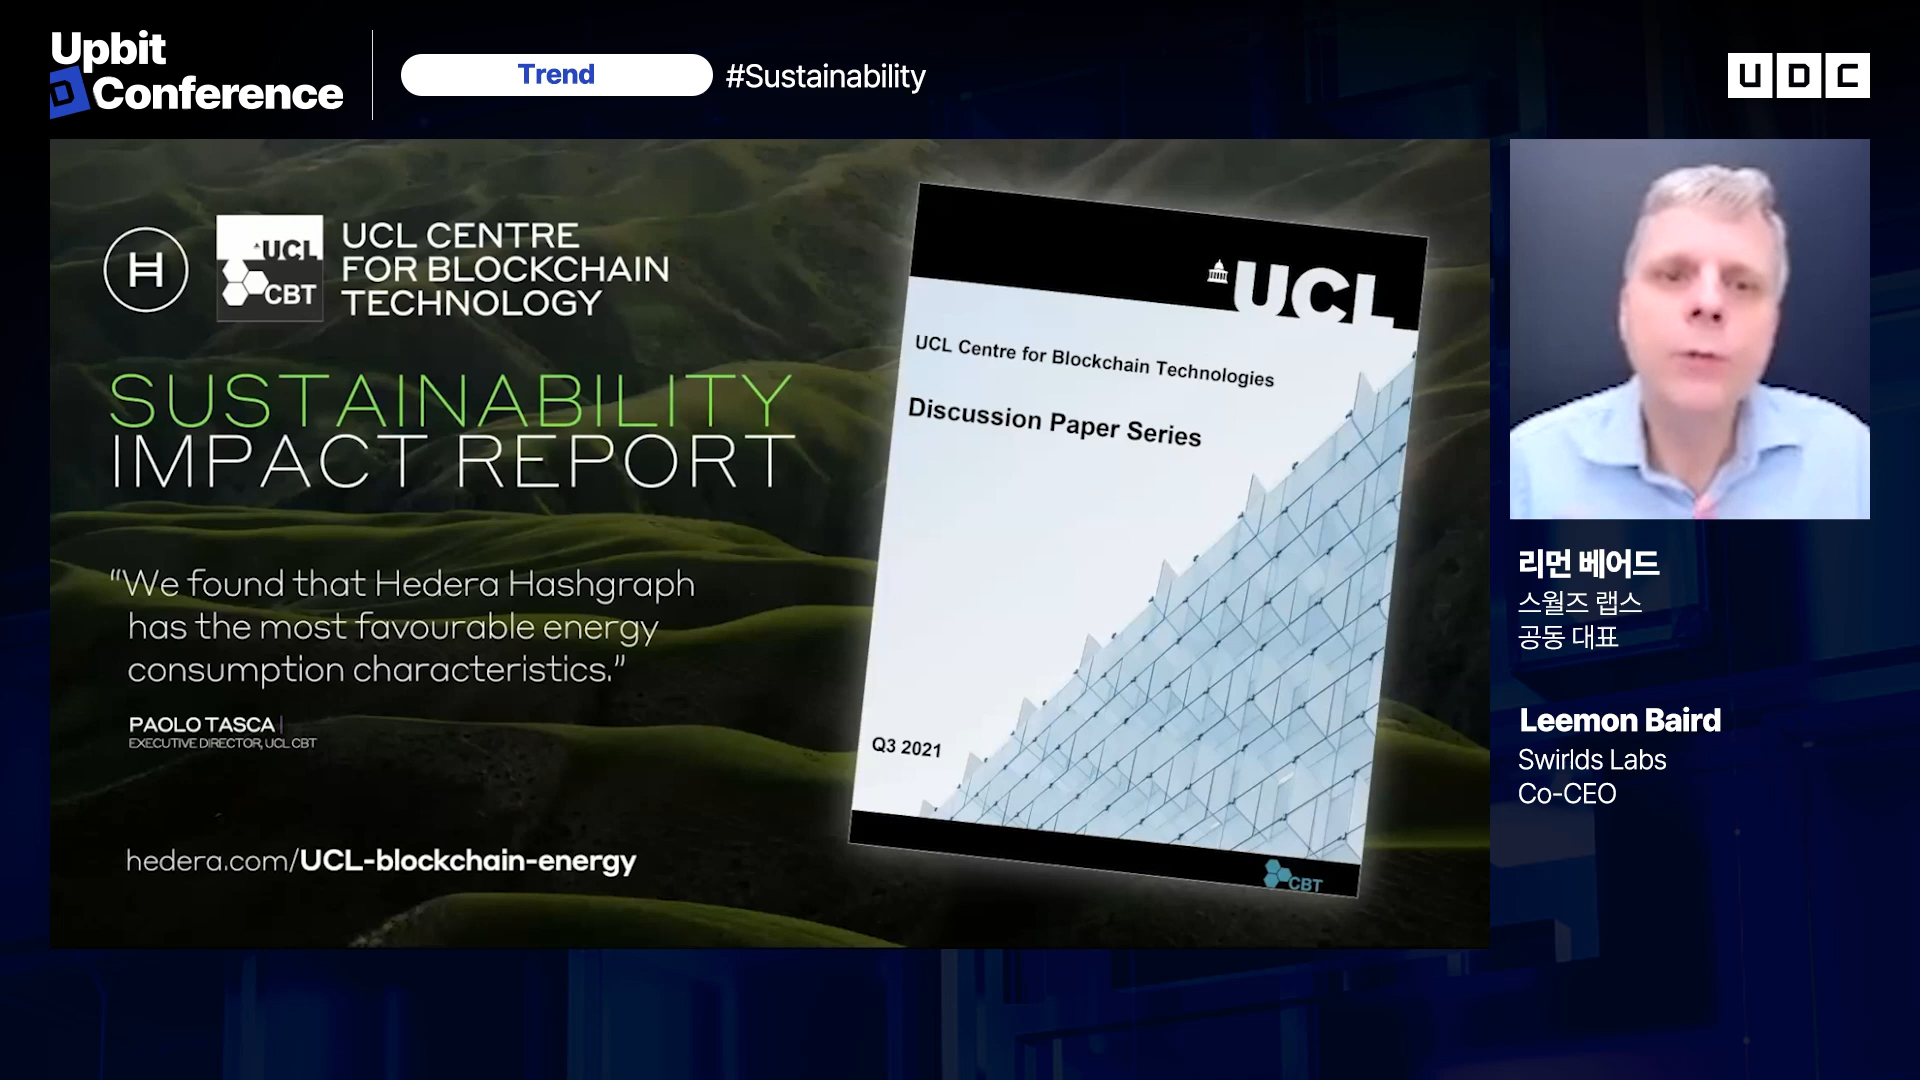 Upbit
D Conference
Trend
#Sustainability
UDC
H
UCL
CBT
UCL CENTRE
FOR BLOCKCHAIN
TECHNOLOGY
SUSTAINABILITY
IMPACT REPORT
“We found that Hedera Hashgraph
has the most favourable energy
consumption characteristics.”
PAOLO TASCA |
EXECUTIVE DIRECTOR, UCL CBT
hedera.com/UCL-blockchain-energy
UCL
UCL Centre for Blockchain Technologies
Discussion Paper Series
Q3 2021
CBT
리먼 베어드
스월즈 랩스
공동 대표
Leemon Baird
Swirlds Labs
Co-CEO